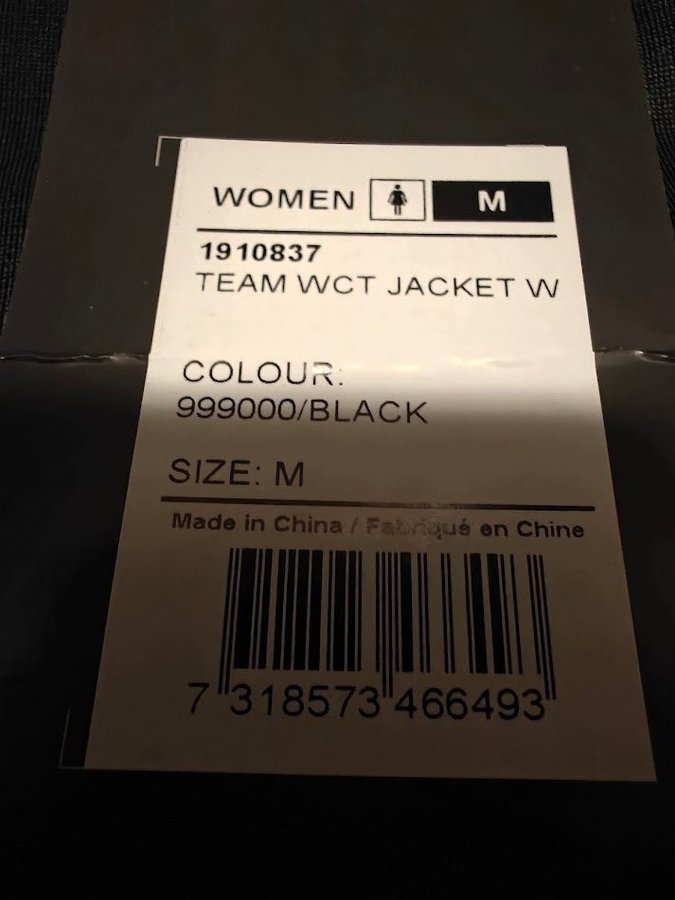 WOMEN M
1910837
TEAM WCT JACKET W
COLOUR:
999000/BLACK
SIZE: M
Made in China / Fabriqué en Chine
7 318573 466493